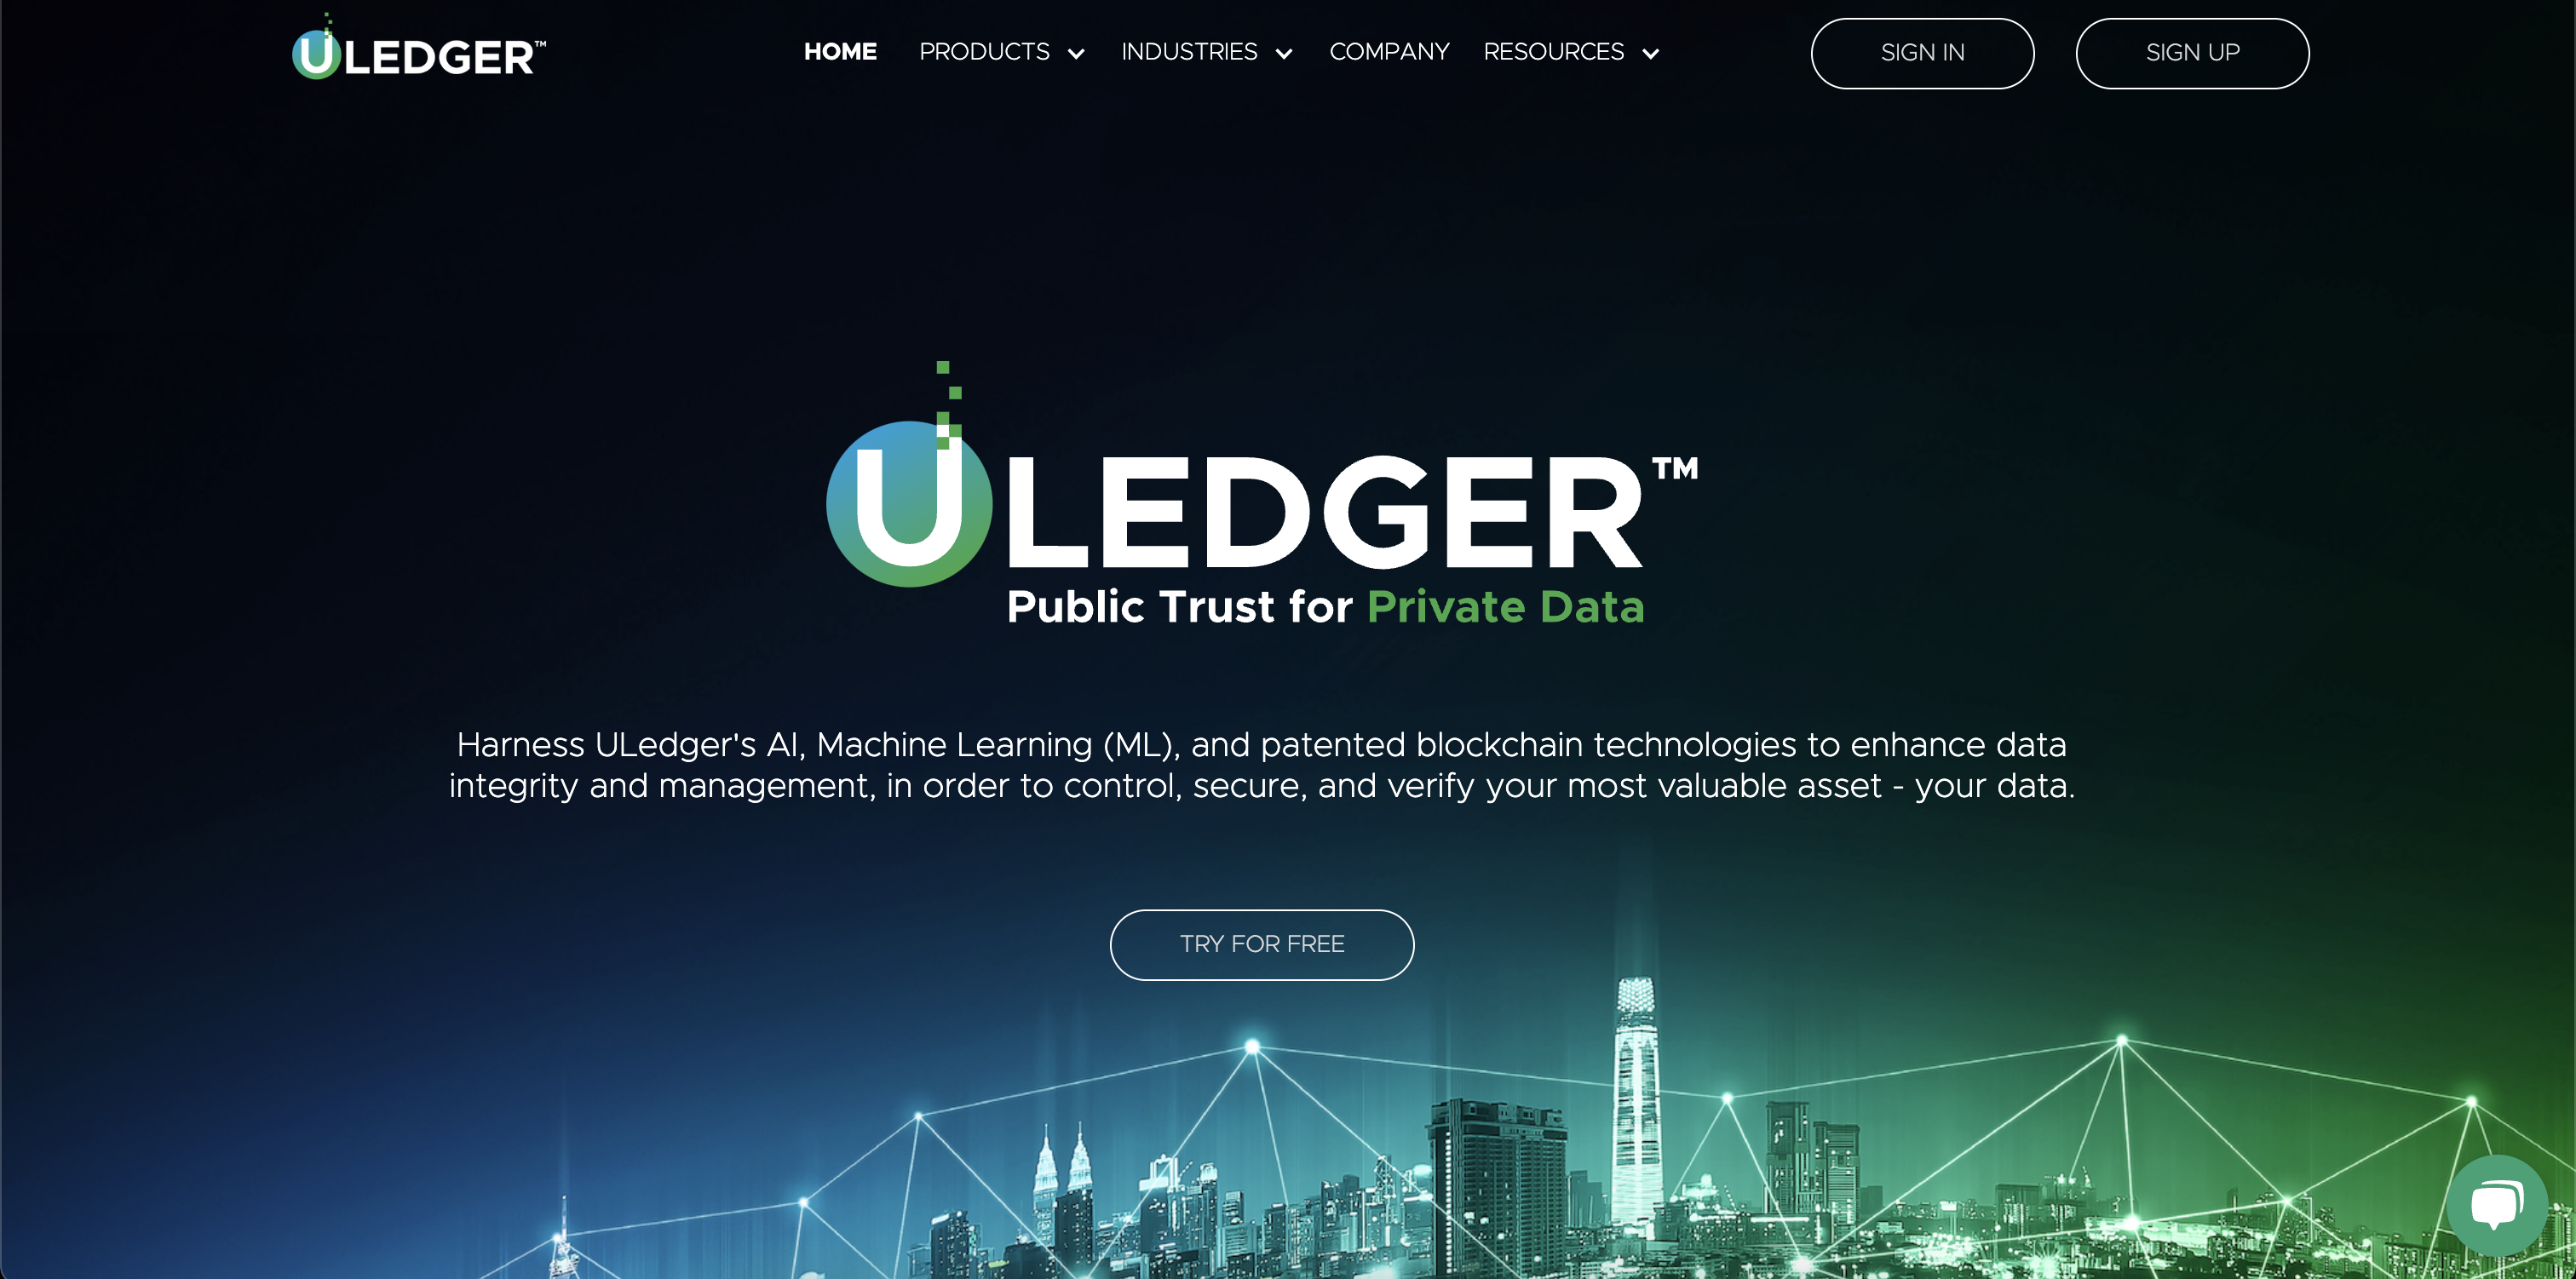 ULEDGER™
HOME
PRODUCTS
INDUSTRIES
COMPANY
RESOURCES
SIGN IN
SIGN UP
ULEDGER™
Public Trust for Private Data
Harness ULedger's AI, Machine Learning (ML), and patented blockchain technologies to enhance data
integrity and management, in order to control, secure, and verify your most valuable asset - your data.
TRY FOR FREE